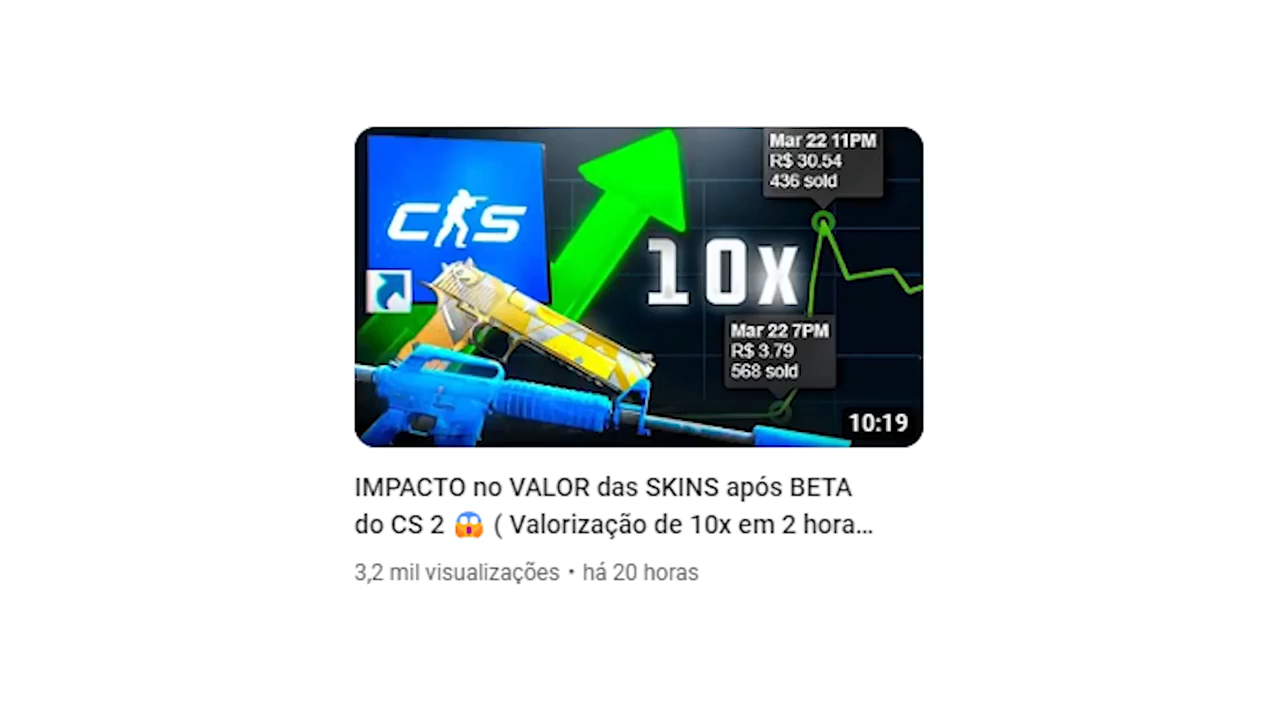 Mar 22 11PM
R$ 30.54
436 sold
CS
10x
Mar 22 7PM
R$ 3.79
568 sold
10:19
IMPACTO no VALOR das SKINS após BETA
do CS 2 😱 ( Valorização de 10x em 2 hora...
3,2 mil visualizações • há 20 horas